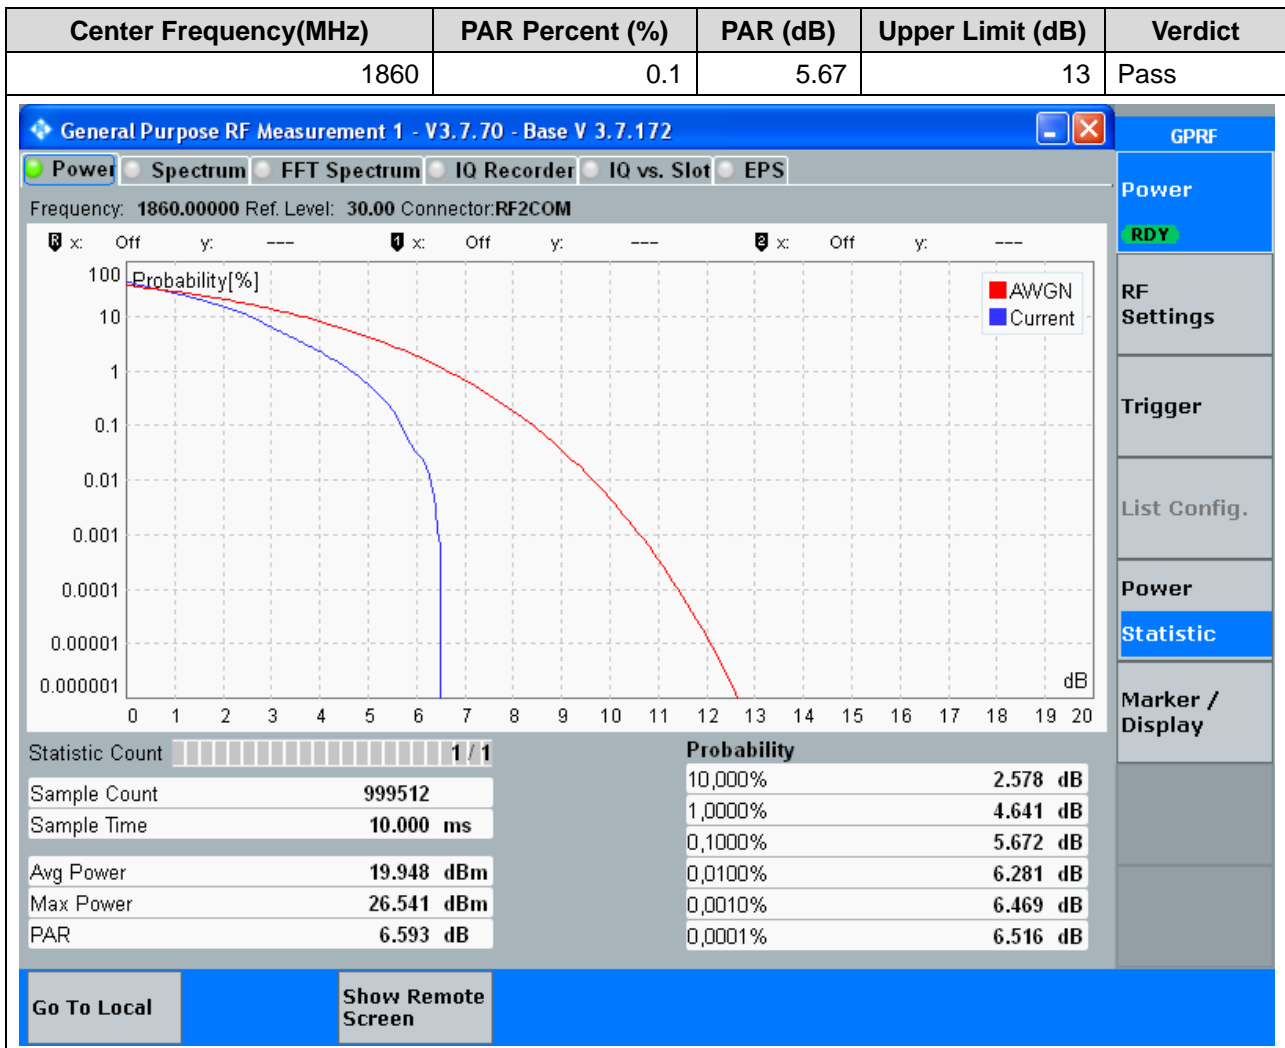 Center Frequency(MHz) PAR Percent (%) PAR (dB) Upper Limit (dB) Verdict
1860 0.1 5.67 13 Pass
General Purpose RF Measurement 1 - V3.7.70 - Base V 3.7.172
GPRF
Power Spectrum FFT Spectrum IQ Recorder IQ vs. Slot EPS
Power
RDY
Frequency: 1860.00000 Ref. Level: 30.00 Connector:RF2COM
R x: Off y: --- 1 x: Off y: --- 2 x: Off y: ---
Probability[%]
100
10
1
0.1
0.01
0.001
0.0001
0.00001
0.000001
AWGN
Current
dB
0 1 2 3 4 5 6 7 8 9 10 11 12 13 14 15 16 17 18 19 20
RF
Settings
Trigger
List Config.
Power
Statistic
Marker /
Display
Statistic Count 1 / 1
Sample Count 999512
Sample Time 10.000 ms
Avg Power 19.948 dBm
Max Power 26.541 dBm
PAR 6.593 dB
Probability
10,000% 2.578 dB
1,0000% 4.641 dB
0,1000% 5.672 dB
0,0100% 6.281 dB
0,0010% 6.469 dB
0,0001% 6.516 dB
Go To Local
Show Remote
Screen